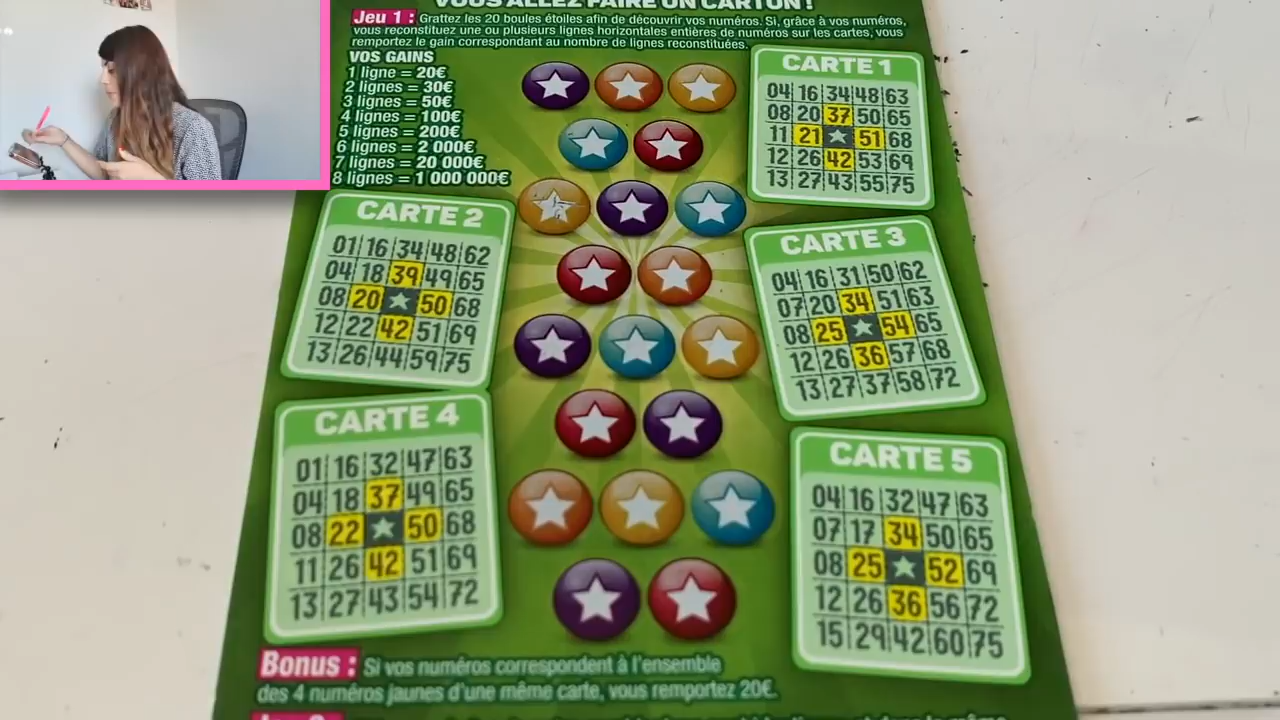 VOUS ALLEZ FAIRE UN CARTON !
Jeu 1 : Grattez les 20 boules étoiles afin de découvrir vos numéros. Si, grâce à vos numéros,
vous reconstituez une ou plusieurs lignes horizontales entières de numéros sur les cartes, vous
remportez le gain correspondant au nombre de lignes reconstituées.
VOS GAINS
1 ligne = 20€
2 lignes = 30€
3 lignes = 50€
4 lignes = 100€
5 lignes = 200€
6 lignes = 2 000€
7 lignes = 20 000€
8 lignes = 1 000 000€
CARTE 1
04 16 34 48 63
08 20 37 50 65
11 21 51 68
12 26 42 53 69
13 27 43 55 75
CARTE 2
01 16 34 48 62
04 18 39 49 65
08 20 50 68
12 22 42 51 69
13 26 44 59 75
CARTE 3
04 16 31 50 62
07 20 34 51 63
08 25 54 65
12 26 36 57 68
13 27 37 58 72
CARTE 4
01 16 32 47 63
04 18 37 49 65
08 22 50 68
11 26 42 51 69
13 27 43 54 72
CARTE 5
04 16 32 47 63
07 17 34 50 65
08 25 52 69
12 26 36 56 72
15 29 42 60 75
Bonus : Si vos numéros correspondent à l'ensemble
des 4 numéros jaunes d'une même carte, vous remportez 20€.